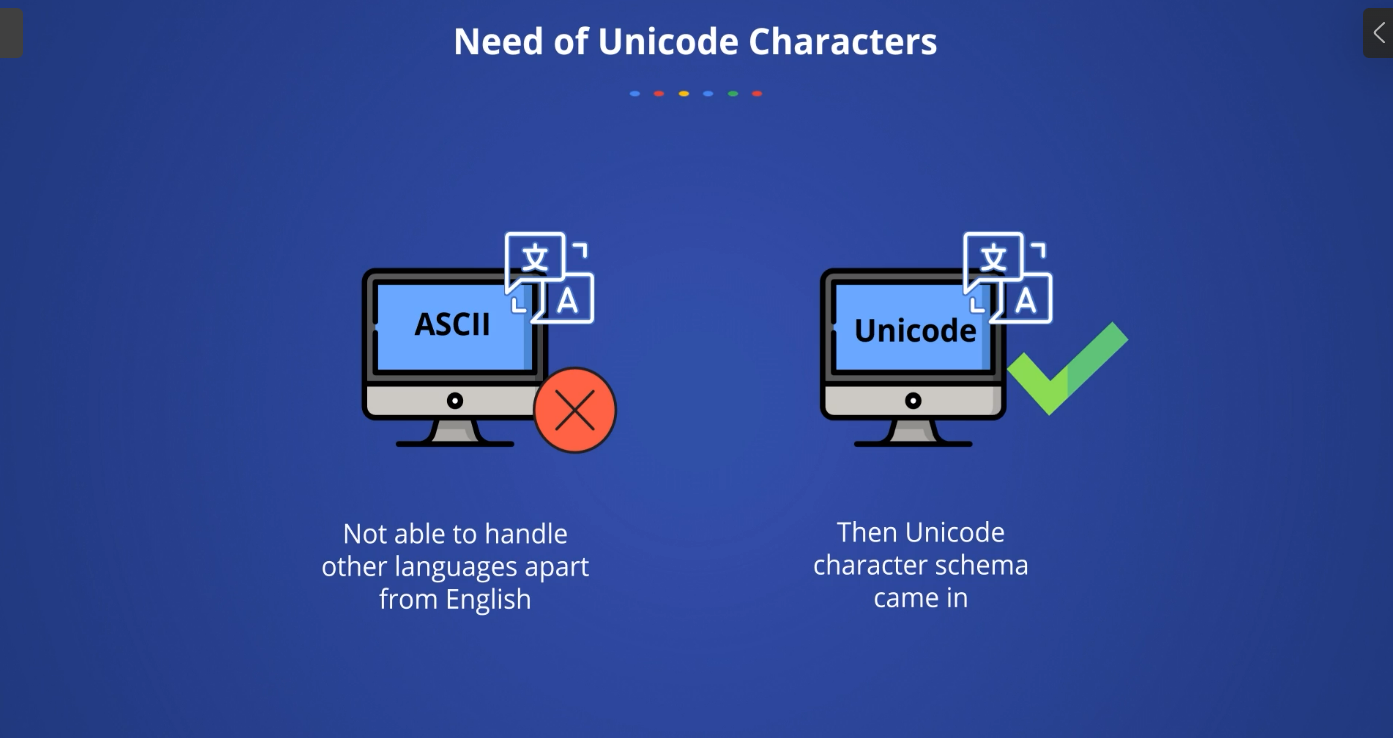 Need of Unicode Characters
文
A
ASCII
文
A
Unicode
Not able to handle
other languages apart
from English
Then Unicode
character schema
came in